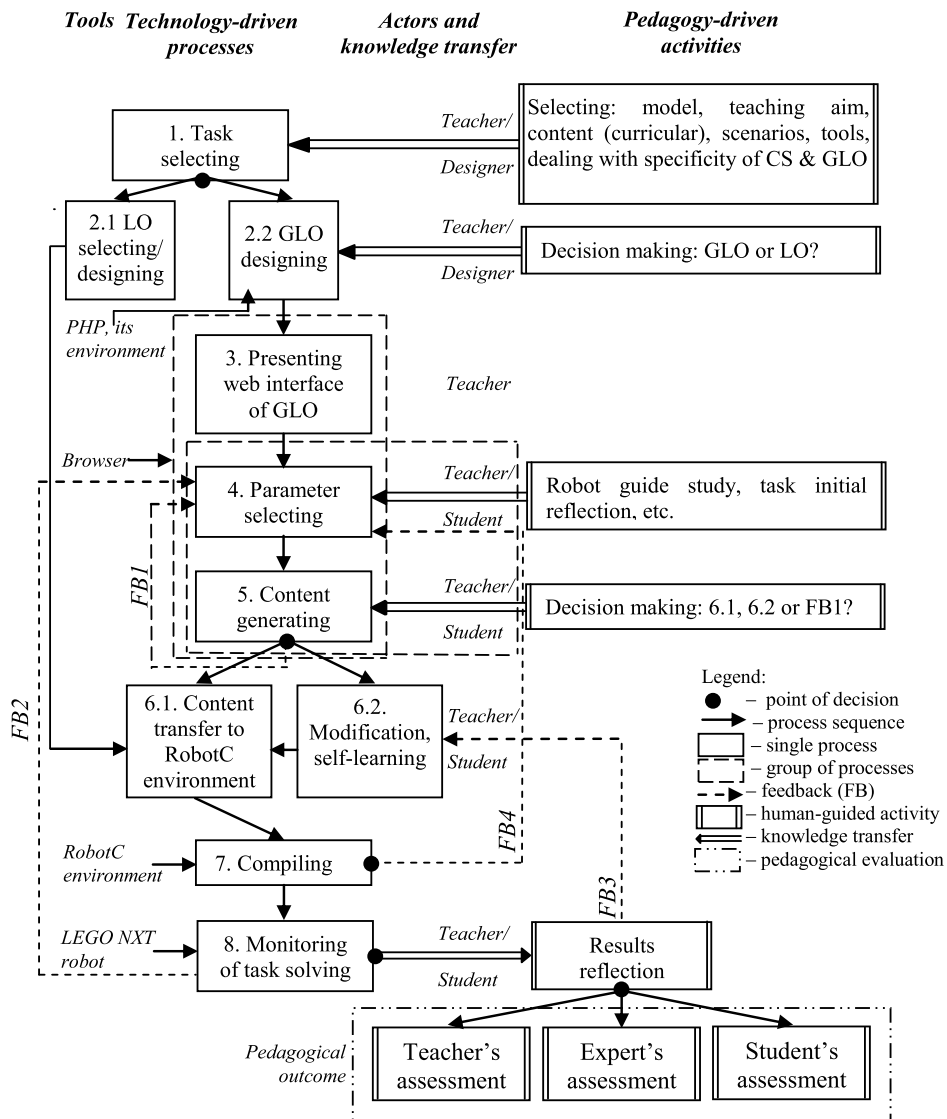 Tools
Technology-driven
processes
Actors and
knowledge transfer
Pedagogy-driven
activities
1. Task
selecting
Teacher/
Designer
Selecting: model, teaching aim,
content (curricular), scenarios, tools,
dealing with specificity of CS & GLO
2.1 LO
selecting/
designing
2.2 GLO
designing
Teacher/
Designer
Decision making: GLO or LO?
PHP, its
environment
3. Presenting
web interface
of GLO
Teacher
Browser
4. Parameter
selecting
Teacher/
Student
Robot guide study, task initial
reflection, etc.
FB1
5. Content
generating
Teacher/
Student
Decision making: 6.1, 6.2 or FB1?
FB2
6.1. Content
transfer to
RobotC
environment
6.2.
Modification,
self-learning
Teacher/
Student
Legend:
– point of decision
– process sequence
– single process
– group of processes
– feedback (FB)
– human-guided activity
– knowledge transfer
– pedagogical evaluation
FB4
FB3
RobotC
environment
7. Compiling
LEGO NXT
robot
8. Monitoring
of task solving
Teacher/
Student
Results
reflection
Pedagogical
outcome
Teacher's
assessment
Expert's
assessment
Student's
assessment